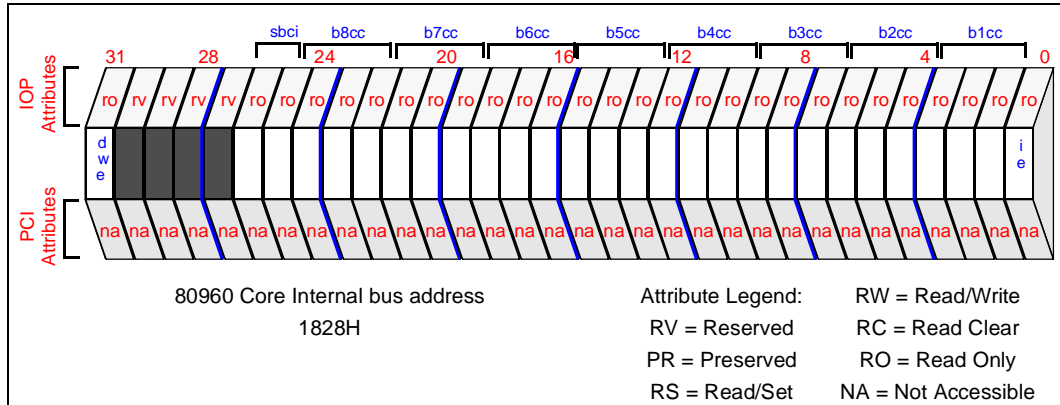 sbci b8cc b7cc b6cc b5cc b4cc b3cc b2cc b1cc
31 28 24 20 16 12 8 4 0
IOP
Attributes
ro rv rv rv rv ro ro ro ro ro ro ro ro ro ro ro ro ro ro ro ro ro ro ro ro ro ro ro ro ro ro ro
dwe ie
PCI
Attributes
na na na na na na na na na na na na na na na na na na na na na na na na na na na na na na na na
80960 Core Internal bus address
1828H
Attribute Legend:
RV = Reserved
PR = Preserved
RS = Read/Set
RW = Read/Write
RC = Read Clear
RO = Read Only
NA = Not Accessible